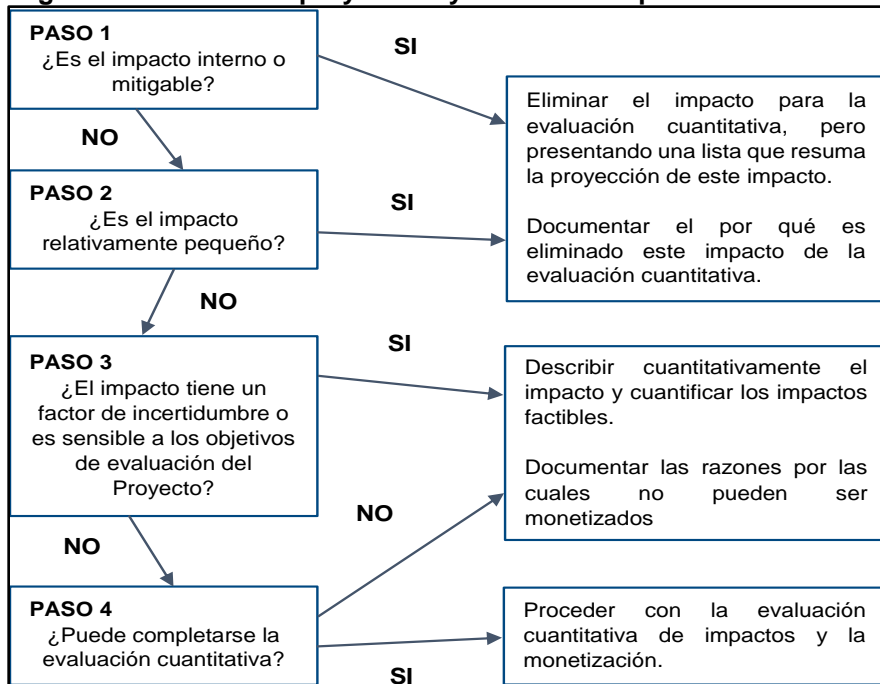 PASO 1
¿Es el impacto interno o
mitigable?
SI
Eliminar el impacto para la
evaluación cuantitativa, pero
presentando una lista que resuma
la proyección de este impacto.
Documentar el por qué es
eliminado este impacto de la
evaluación cuantitativa.
NO
PASO 2
¿Es el impacto
relativamente pequeño?
SI
NO
PASO 3
¿El impacto tiene un
factor de incertidumbre o
es sensible a los objetivos
de evaluación del
Proyecto?
SI
Describir cuantitativamente el
impacto y cuantificar los impactos
factibles.
Documentar las razones por las
cuales no pueden ser
monetizados
NO
NO
PASO 4
¿Puede completarse la
evaluación cuantitativa?
SI
Proceder con la evaluación
cuantitativa de impactos y la
monetización.